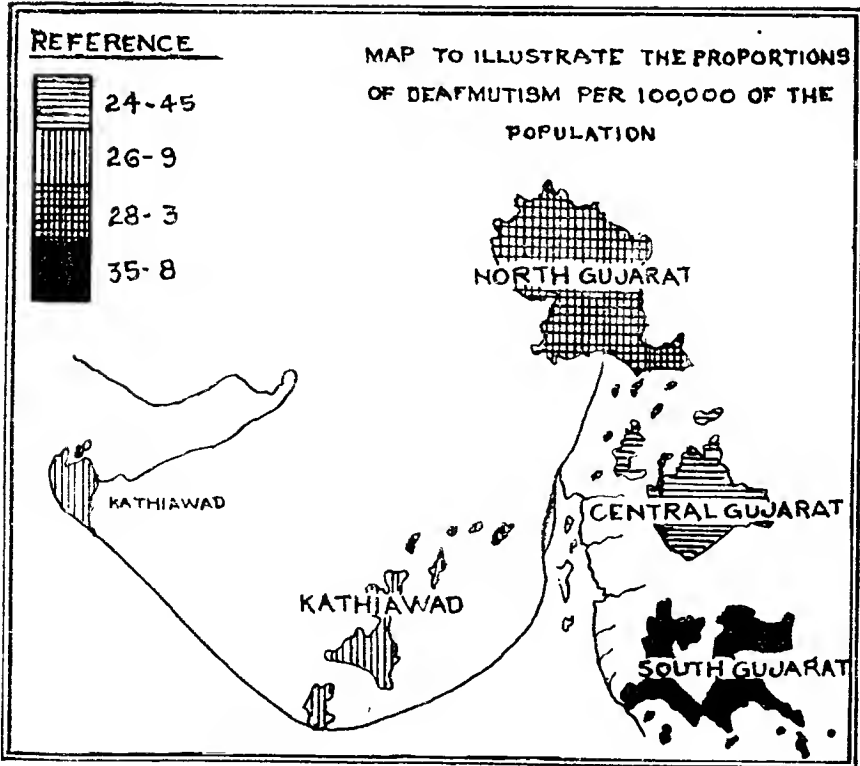 REFERENCE
24-45
26-9
28-3
35-8
MAP TO ILLUSTRATE THE PROPORTIONS
OF DEAFMUTISM PER 100,000 OF THE
POPULATION
NORTH GUJARAT
KATHIAWAD
CENTRAL GUJARAT
KATHIAWAD
SOUTH GUJARAT